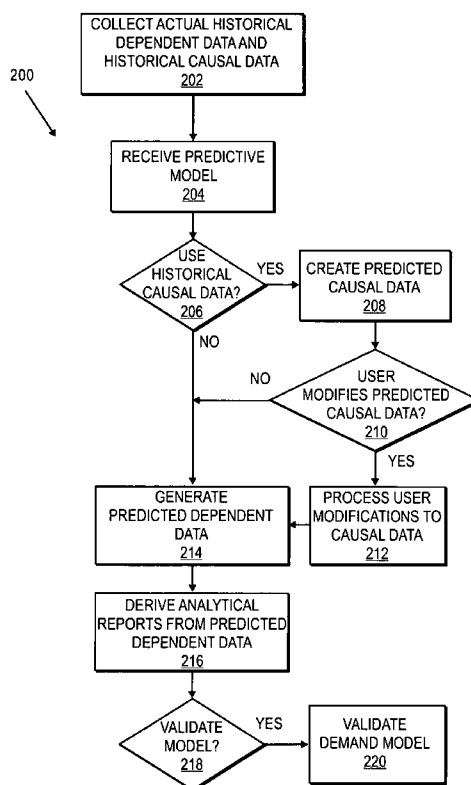 COLLECT ACTUAL HISTORICAL
DEPENDENT DATA AND
HISTORICAL CAUSAL DATA
202
200
RECEIVE PREDICTIVE
MODEL
204
USE
HISTORICAL
CAUSAL DATA?
206
YES
NO
CREATE PREDICTED
CAUSAL DATA
208
USER
MODIFIES PREDICTED
CAUSAL DATA?
210
NO
YES
PROCESS USER
MODIFICATIONS TO
CAUSAL DATA
212
GENERATE
PREDICTED DEPENDENT
DATA
214
DERIVE ANALYTICAL
REPORTS FROM PREDICTED
DEPENDENT DATA
216
VALIDATE
MODEL?
218
YES
VALIDATE
DEMAND MODEL
220